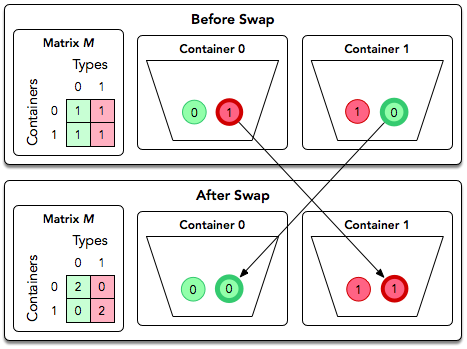 Before Swap
Matrix M
Types
0 1
Containers
0 1 1
1 1 1
Container 0
0 1
Container 1
1 0
After Swap
Matrix M
Types
0 1
Containers
0 2 0
1 0 2
Container 0
0 0
Container 1
1 1